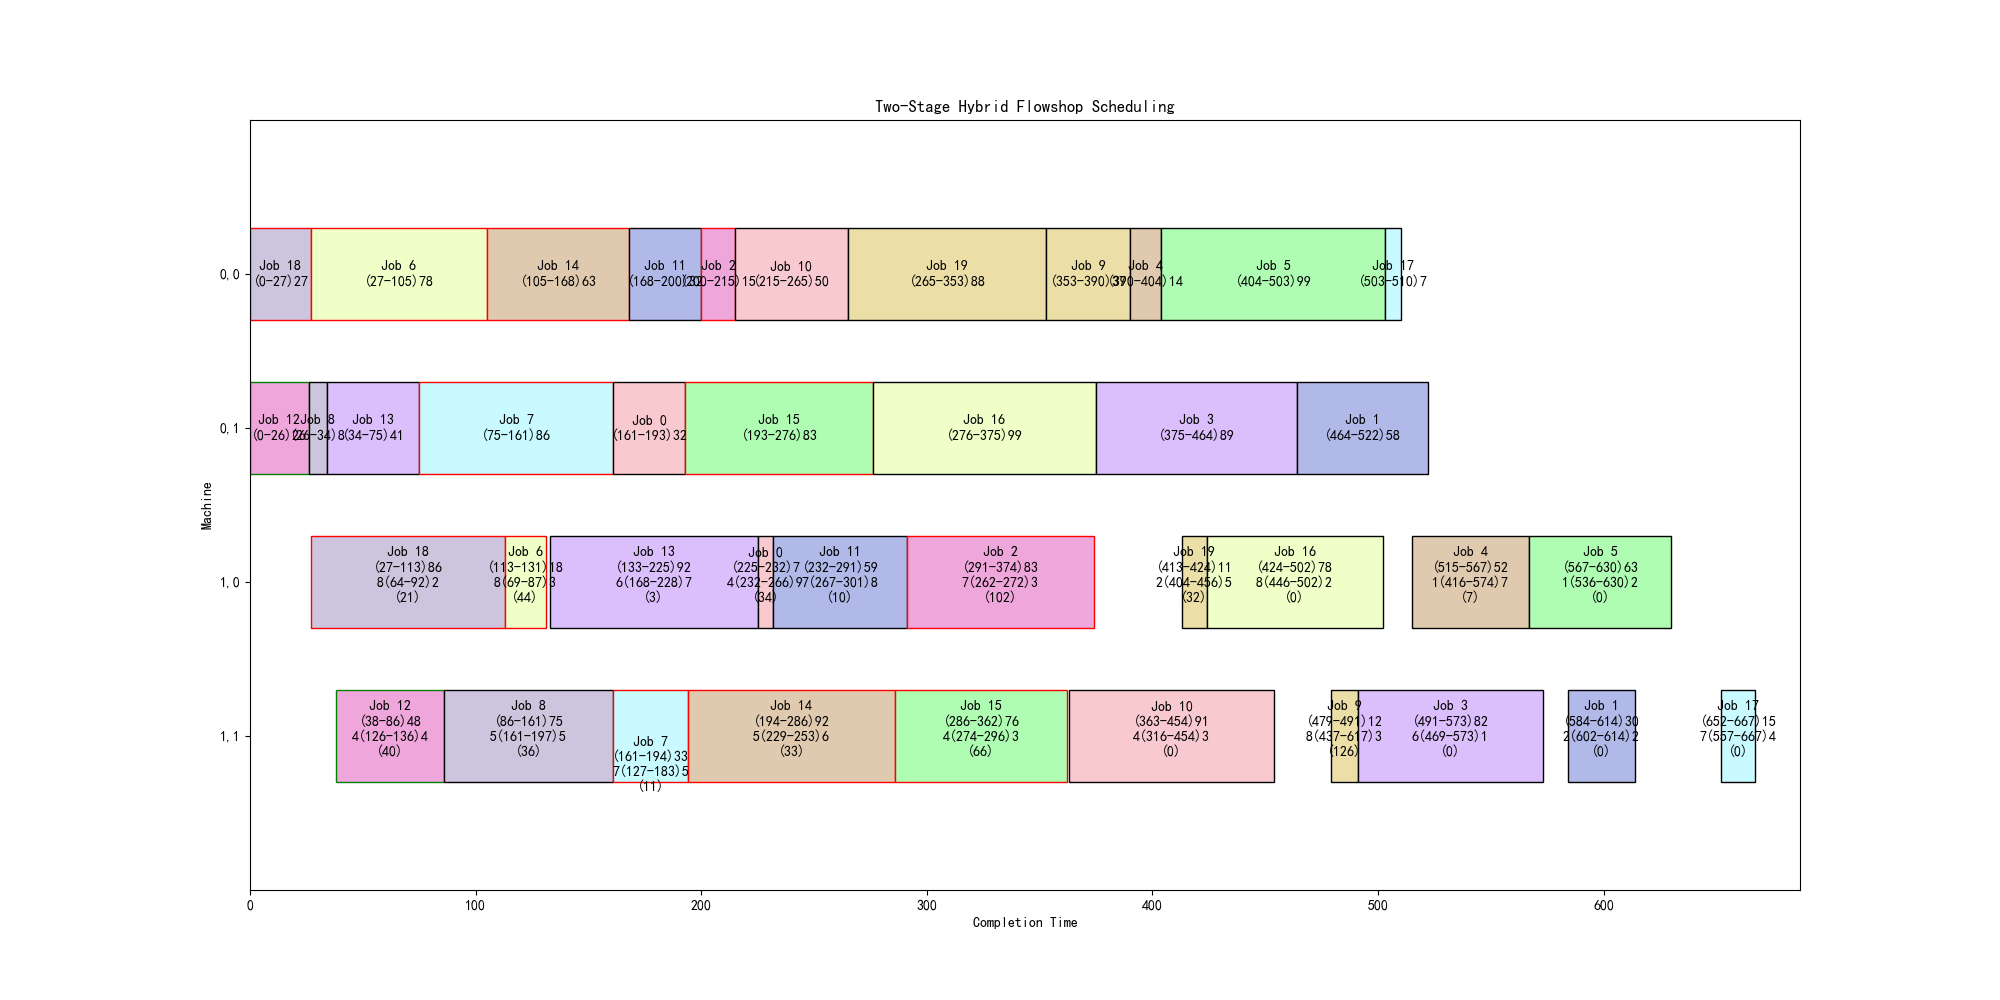 Two-Stage Hybrid Flowshop Scheduling
0,0
Job 18
(0-27)27
Job 6
(27-105)78
Job 14
(105-168)63
Job 11
(168-200)32
Job 2
(200-215)15
Job 10
(215-265)50
Job 19
(265-353)88
Job 9
(353-390)37
Job 4
(390-404)14
Job 5
(404-503)99
Job 17
(503-510)7
0,1
Job 12
(0-26)26
Job 8
(26-34)8
Job 13
(34-75)41
Job 7
(75-161)86
Job 0
(161-193)32
Job 15
(193-276)83
Job 16
(276-375)99
Job 3
(375-464)89
Job 1
(464-522)58
Machine
1,0
Job 18
(27-113)86
8(64-92)2
(21)
Job 6
(113-131)18
8(69-87)3
(44)
Job 13
(133-225)92
6(168-228)7
(3)
Job 0
(225-232)7
4(232-266)9
(34)
Job 11
(232-291)59
7(267-301)8
(10)
Job 2
(291-374)83
7(262-272)3
(102)
Job 19
(413-424)11
2(404-456)5
(32)
Job 16
(424-502)78
8(446-502)2
(0)
Job 4
(515-567)52
1(416-574)7
(7)
Job 5
(567-630)63
1(536-630)2
(0)
1,1
Job 12
(38-86)48
4(126-136)4
(40)
Job 8
(86-161)75
5(161-197)5
(36)
Job 7
(161-194)33
7(127-183)5
(11)
Job 14
(194-286)92
5(229-253)6
(33)
Job 15
(286-362)76
4(274-296)3
(66)
Job 10
(363-454)91
4(316-454)3
(0)
Job 9
(479-491)12
8(437-617)3
(126)
Job 3
(491-573)82
6(469-573)1
(0)
Job 1
(584-614)30
2(602-614)2
(0)
Job 17
(652-667)15
7(557-667)4
(0)
0
100
200
300
400
500
600
Completion Time